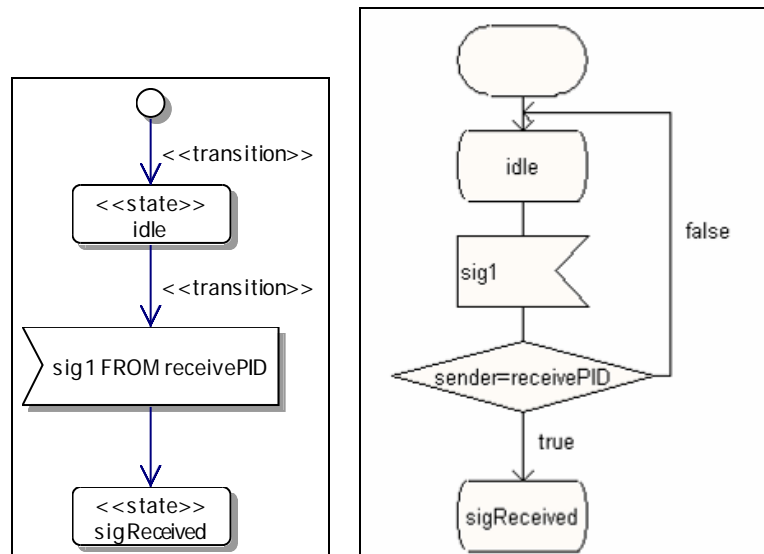 <<transition>>
<<state>>
idle
<<transition>>
sig1 FROM receivePID
<<state>>
sigReceived
idle
false
sig1
sender=receivePID
true
sigReceived